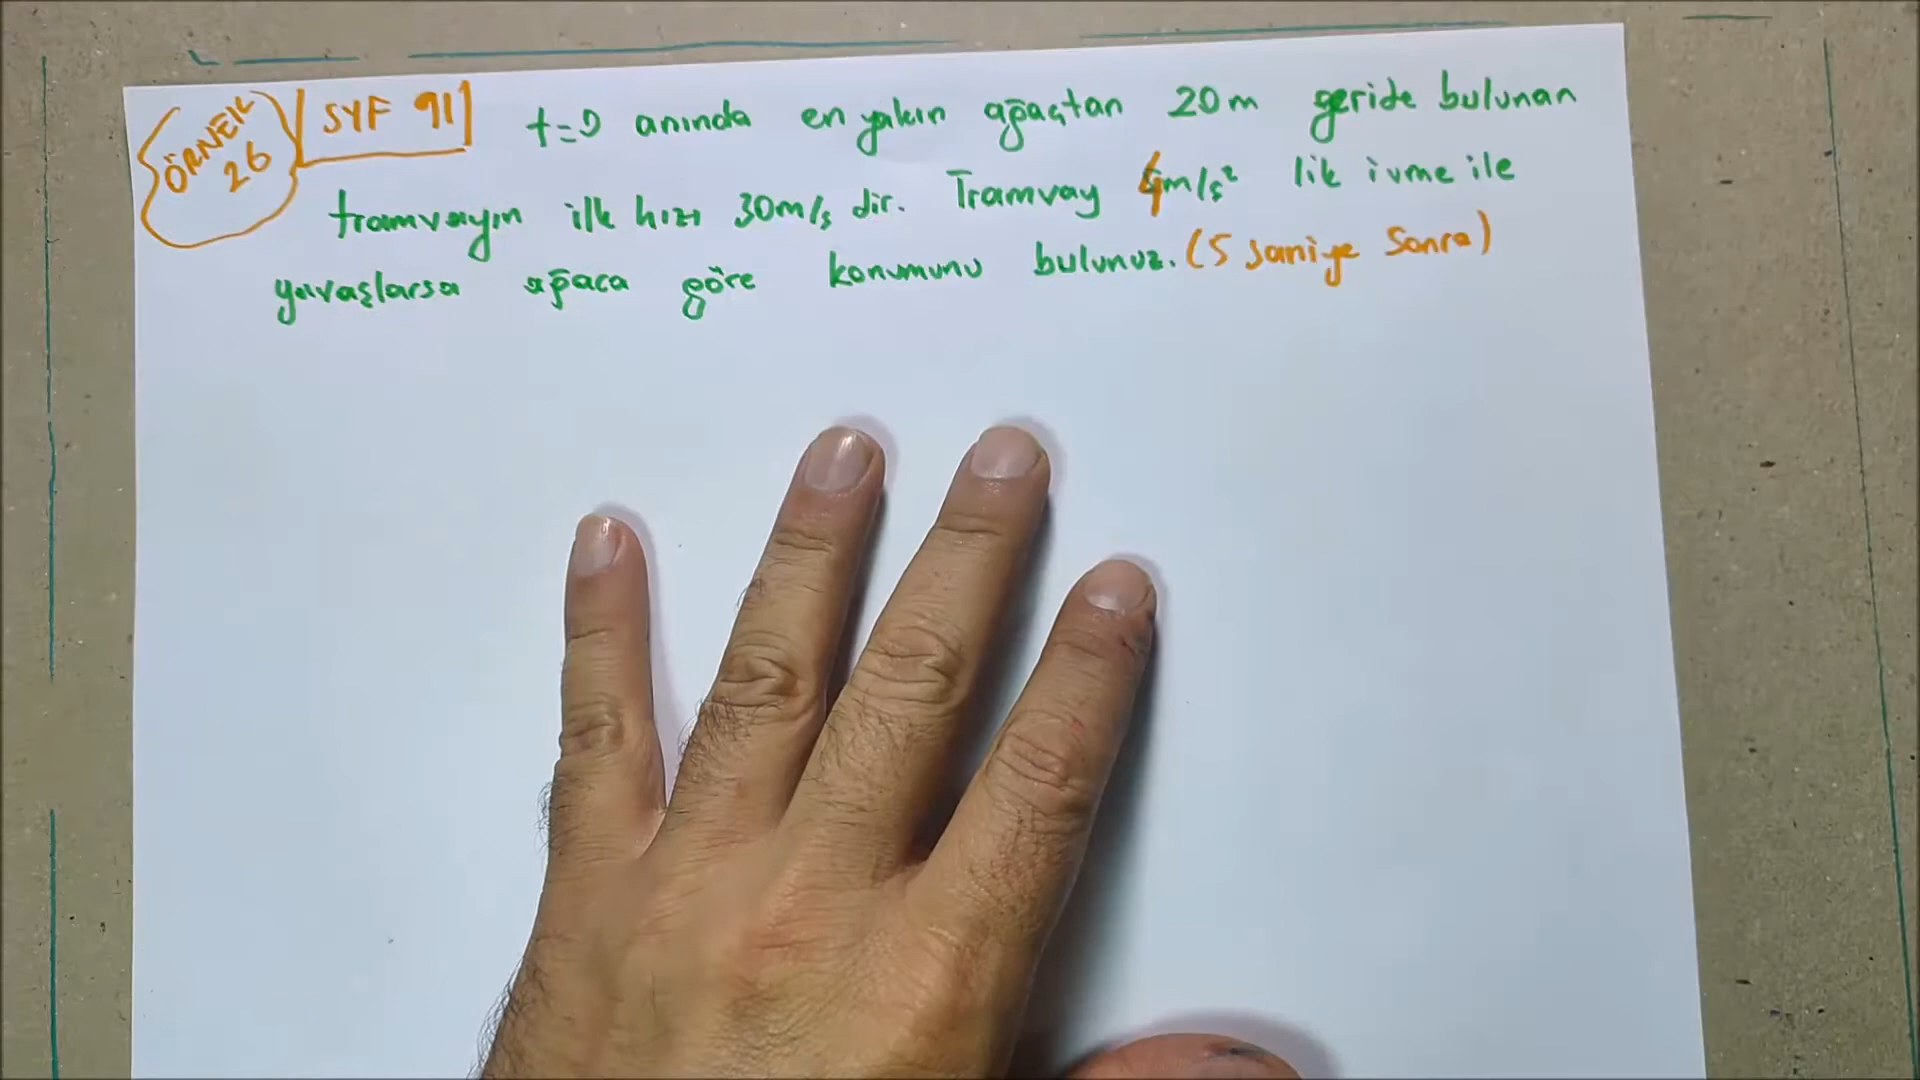 ÖRNEK
26
SYF 91
t=0 anında en yakın ağaçtan 20m geride bulunan
tramvayın ilk hızı 30m/s dir. Tramvay 4m/s² lik ivme ile
yavaşlarsa ağaca göre konumunu bulunuz. (5 saniye sonra)